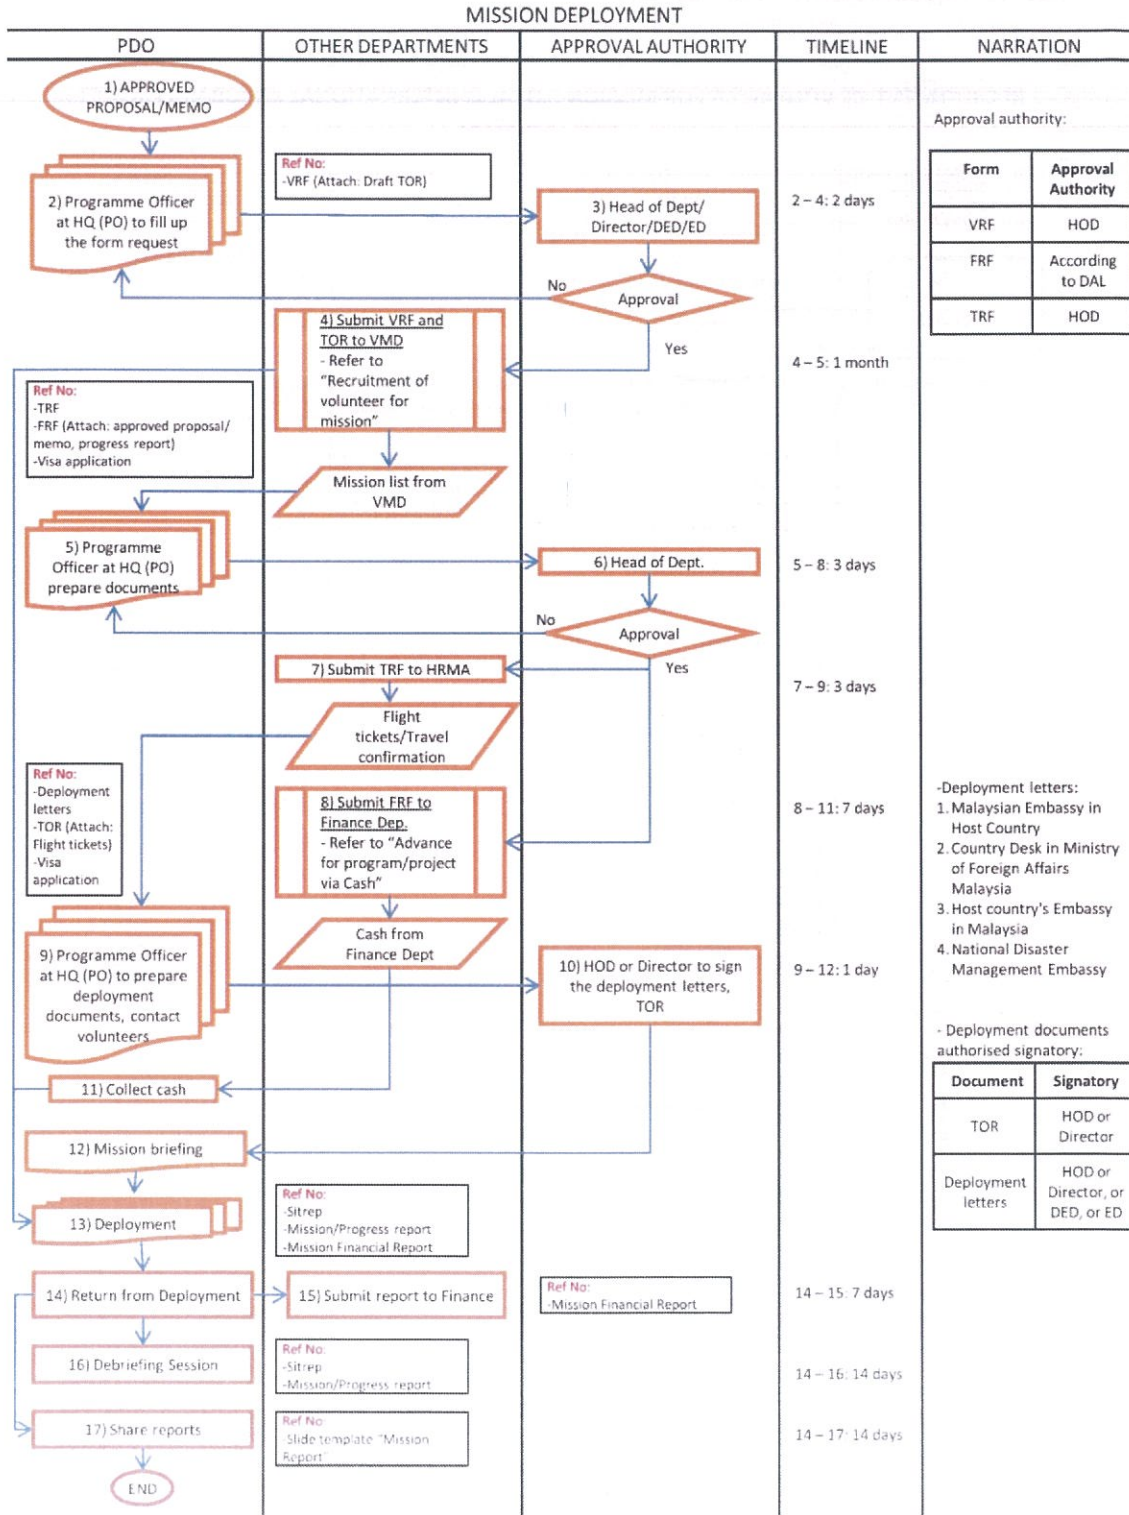 MISSION DEPLOYMENT
PDO
OTHER DEPARTMENTS
APPROVAL AUTHORITY
TIMELINE
NARRATION
1) APPROVED
PROPOSAL/MEMO
Approval authority:
Ref No:
-VRF (Attach: Draft TOR)
2) Programme Officer
at HQ (PO) to fill up
the form request
3) Head of Dept/
Director/DED/ED
2 – 4: 2 days
Form
Approval
Authority
VRF
HOD
FRF
According
to DAL
TRF
HOD
No
Approval
Yes
4) Submit VRF and
TOR to VMD
- Refer to
"Recruitment of
volunteer for
mission"
4 – 5: 1 month
Ref No:
-TRF
-FRF (Attach: approved proposal/
memo, progress report)
-Visa application
Mission list from
VMD
5) Programme
Officer at HQ (PO)
prepare documents
6) Head of Dept.
5 – 8: 3 days
No
Approval
Yes
7) Submit TRF to HRMA
7 – 9: 3 days
Flight
tickets/Travel
confirmation
Ref No:
-Deployment
letters
-TOR (Attach:
Flight tickets)
-Visa
application
8) Submit FRF to
Finance Dep.
- Refer to "Advance
for program/project
via Cash"
8 – 11: 7 days
-Deployment letters:
1. Malaysian Embassy in
Host Country
2. Country Desk in Ministry
of Foreign Affairs
Malaysia
3. Host country's Embassy
in Malaysia
4. National Disaster
Management Embassy
Cash from
Finance Dept
9) Programme Officer
at HQ (PO) to prepare
deployment
documents, contact
volunteers
10) HOD or Director to sign
the deployment letters,
TOR
9 – 12: 1 day
- Deployment documents
authorised signatory:
Document
Signatory
TOR
HOD or
Director
Deployment
letters
HOD or
Director, or
DED, or ED
11) Collect cash
12) Mission briefing
13) Deployment
Ref No:
-Sitrep
-Mission/Progress report
-Mission Financial Report
14) Return from Deployment
15) Submit report to Finance
Ref No:
-Mission Financial Report
14 – 15: 7 days
16) Debriefing Session
Ref No:
-Sitrep
-Mission/Progress report
14 – 16: 14 days
17) Share reports
Ref No:
-Slide template "Mission
Report"
14 – 17: 14 days
END